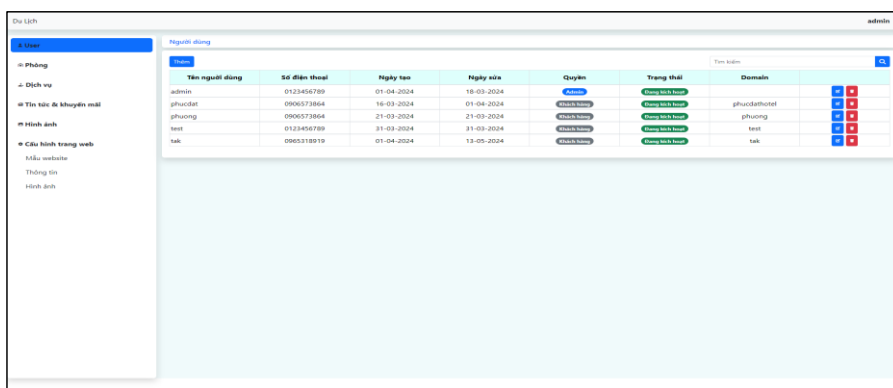 Du Lịch
admin
User
Phòng
Dịch vụ
Tin tức & khuyến mãi
Hình ảnh
Cấu hình trang web
Mẫu website
Thông tin
Hình ảnh
Người dùng
Thêm
Tìm kiếm
Tên người dùng Số điện thoại Ngày tạo Ngày sửa Quyền Trạng thái Domain
admin 0123456789 01-04-2024 18-03-2024 Admin Đang kích hoạt
phucdat 0906573864 16-03-2024 01-04-2024 Khách hàng Đang kích hoạt phucdathotel
phuong 0906573864 21-03-2024 21-03-2024 Khách hàng Đang kích hoạt phuong
test 0123456789 31-03-2024 31-03-2024 Khách hàng Đang kích hoạt test
tak 0965318919 01-04-2024 13-05-2024 Khách hàng Đang kích hoạt tak